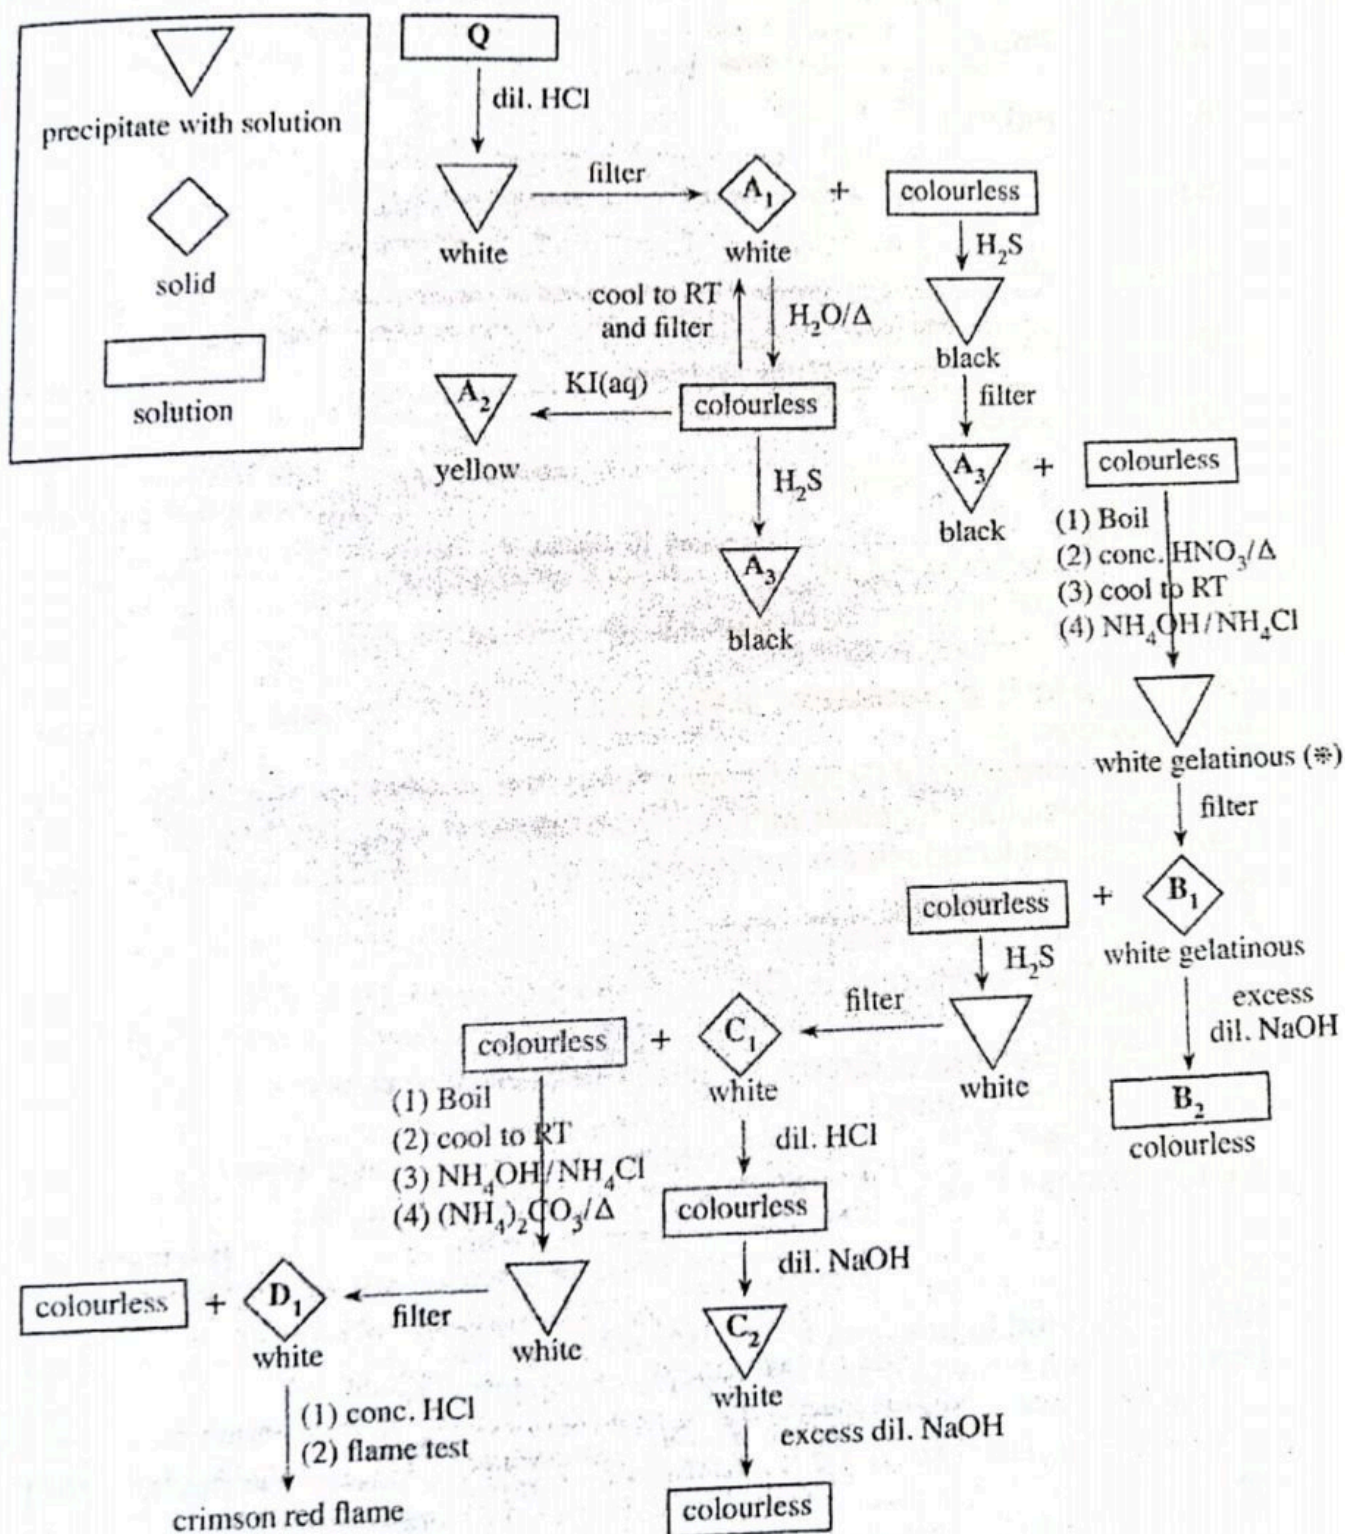 precipitate with solution
solid
solution
Q
dil. HCl
filter
A₁
+
colourless
white
white
H₂S
cool to RT
and filter
H₂O/Δ
black
filter
A₂
KI(aq)
colourless
yellow
H₂S
A₃
+
colourless
black
(1) Boil
(2) conc. HNO₃/Δ
(3) cool to RT
(4) NH₄OH/NH₄Cl
A₃
black
white gelatinous (※)
filter
colourless
+
B₁
white gelatinous
H₂S
excess
dil. NaOH
B₂
colourless
white
filter
colourless
+
C₁
white
(1) Boil
(2) cool to RT
(3) NH₄OH/NH₄Cl
(4) (NH₄)₂CO₃/Δ
dil. HCl
colourless
dil. NaOH
colourless
+
D₁
filter
white
white
C₂
white
(1) conc. HCl
(2) flame test
excess dil. NaOH
crimson red flame
colourless